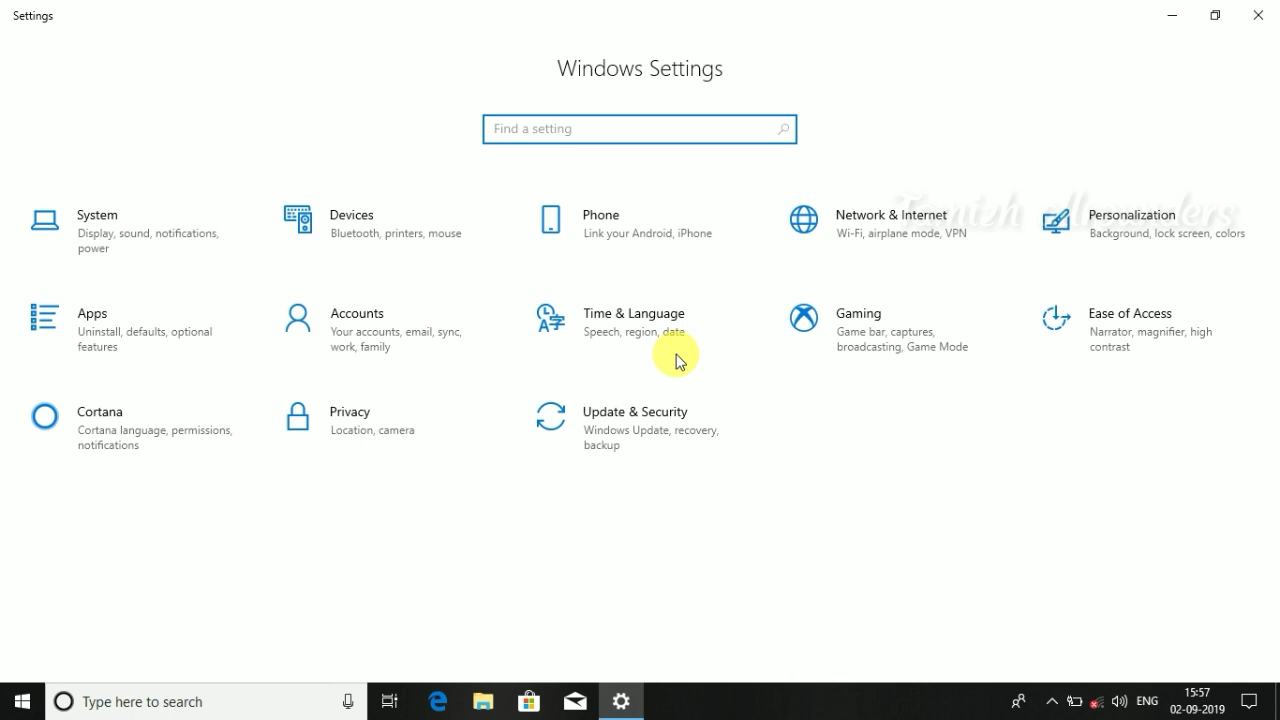 Settings
Windows Settings
Find a setting
System
Display, sound, notifications,
power
Devices
Bluetooth, printers, mouse
Phone
Link your Android, iPhone
Network & Internet
Wi-Fi, airplane mode, VPN
Personalization
Background, lock screen, colors
Apps
Uninstall, defaults, optional
features
Accounts
Your accounts, email, sync,
work, family
Time & Language
Speech, region, date
Gaming
Game bar, captures,
broadcasting, Game Mode
Ease of Access
Narrator, magnifier, high
contrast
Cortana
Cortana language, permissions,
notifications
Privacy
Location, camera
Update & Security
Windows Update, recovery,
backup
Type here to search
ENG
15:57
02-09-2019